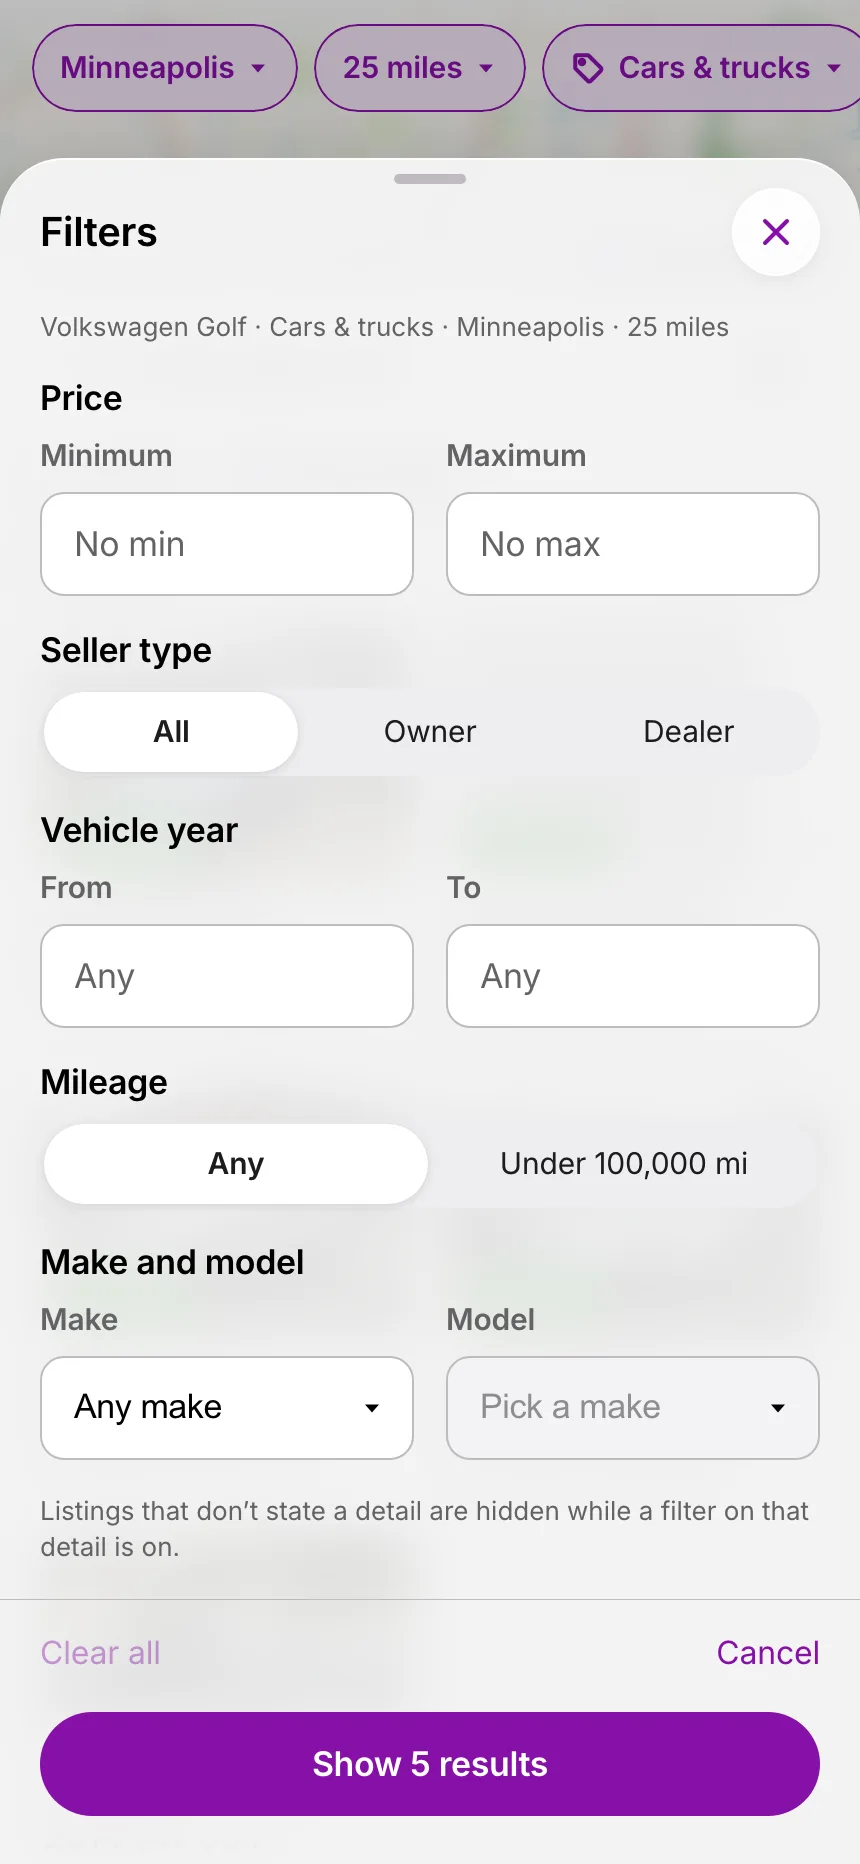 Minneapolis
25 miles
Cars & trucks
Filters
Volkswagen Golf · Cars & trucks · Minneapolis · 25 miles
Price
Minimum
Maximum
No min
No max
Seller type
All
Owner
Dealer
Vehicle year
From
To
Any
Any
Mileage
Any
Under 100,000 mi
Make and model
Make
Model
Any make
Pick a make
Listings that don’t state a detail are hidden while a filter on that
detail is on.
Clear all
Cancel
Show 5 results